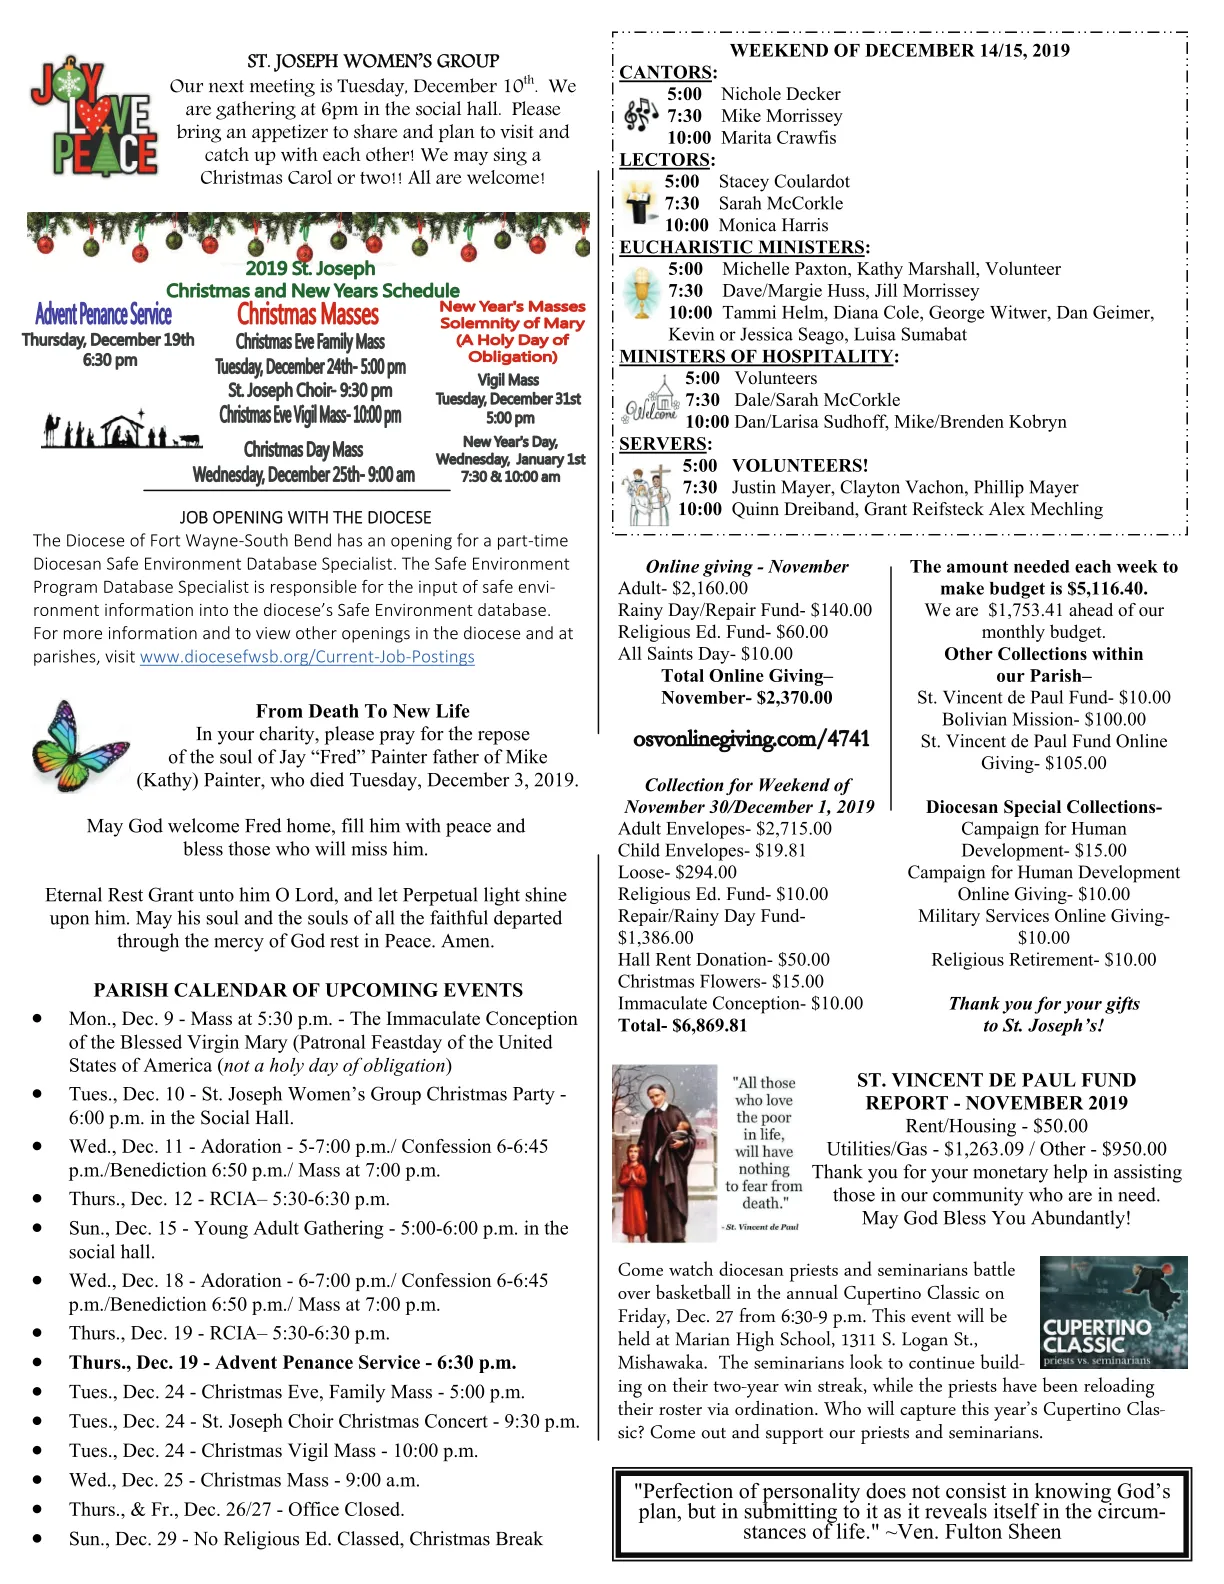 JOY
LOVE
PEACE
ST. JOSEPH WOMEN'S GROUP
Our next meeting is Tuesday, December 10th. We
are gathering at 6pm in the social hall. Please
bring an appetizer to share and plan to visit and
catch up with each other! We may sing a
Christmas Carol or two!! All are welcome!
2019 St. Joseph
Christmas and New Years Schedule
Advent Penance Service
Thursday, December 19th
6:30 pm
Christmas Masses
Christmas Eve Family Mass
Tuesday, December 24th- 5:00 pm
St. Joseph Choir- 9:30 pm
Christmas Eve Vigil Mass- 10:00 pm
Christmas Day Mass
Wednesday, December 25th- 9:00 am
New Year's Masses
Solemnity of Mary
(A Holy Day of
Obligation)
Vigil Mass
Tuesday, December 31st
5:00 pm
New Year's Day,
Wednesday, January 1st
7:30 & 10:00 am
JOB OPENING WITH THE DIOCESE
The Diocese of Fort Wayne-South Bend has an opening for a part-time
Diocesan Safe Environment Database Specialist. The Safe Environment
Program Database Specialist is responsible for the input of safe envi-
ronment information into the diocese's Safe Environment database.
For more information and to view other openings in the diocese and at
parishes, visit www.diocesefwsb.org/Current-Job-Postings
From Death To New Life
In your charity, please pray for the repose
of the soul of Jay “Fred” Painter father of Mike
(Kathy) Painter, who died Tuesday, December 3, 2019.
May God welcome Fred home, fill him with peace and
bless those who will miss him.
Eternal Rest Grant unto him O Lord, and let Perpetual light shine
upon him. May his soul and the souls of all the faithful departed
through the mercy of God rest in Peace. Amen.
PARISH CALENDAR OF UPCOMING EVENTS
• Mon., Dec. 9 - Mass at 5:30 p.m. - The Immaculate Conception
of the Blessed Virgin Mary (Patronal Feastday of the United
States of America (not a holy day of obligation)
• Tues., Dec. 10 - St. Joseph Women's Group Christmas Party -
6:00 p.m. in the Social Hall.
• Wed., Dec. 11 - Adoration - 5-7:00 p.m./ Confession 6-6:45
p.m./Benediction 6:50 p.m./ Mass at 7:00 p.m.
• Thurs., Dec. 12 - RCIA– 5:30-6:30 p.m.
• Sun., Dec. 15 - Young Adult Gathering - 5:00-6:00 p.m. in the
social hall.
• Wed., Dec. 18 - Adoration - 6-7:00 p.m./ Confession 6-6:45
p.m./Benediction 6:50 p.m./ Mass at 7:00 p.m.
• Thurs., Dec. 19 - RCIA– 5:30-6:30 p.m.
• Thurs., Dec. 19 - Advent Penance Service - 6:30 p.m.
• Tues., Dec. 24 - Christmas Eve, Family Mass - 5:00 p.m.
• Tues., Dec. 24 - St. Joseph Choir Christmas Concert - 9:30 p.m.
• Tues., Dec. 24 - Christmas Vigil Mass - 10:00 p.m.
• Wed., Dec. 25 - Christmas Mass - 9:00 a.m.
• Thurs., & Fr., Dec. 26/27 - Office Closed.
• Sun., Dec. 29 - No Religious Ed. Classed, Christmas Break
WEEKEND OF DECEMBER 14/15, 2019
CANTORS:
5:00 Nichole Decker
7:30 Mike Morrissey
10:00 Marita Crawfis
LECTORS:
5:00 Stacey Coulardot
7:30 Sarah McCorkle
10:00 Monica Harris
EUCHARISTIC MINISTERS:
5:00 Michelle Paxton, Kathy Marshall, Volunteer
7:30 Dave/Margie Huss, Jill Morrissey
10:00 Tammi Helm, Diana Cole, George Witwer, Dan Geimer,
Kevin or Jessica Seago, Luisa Sumabat
MINISTERS OF HOSPITALITY:
Welcome
5:00 Volunteers
7:30 Dale/Sarah McCorkle
10:00 Dan/Larisa Sudhoff, Mike/Brenden Kobryn
SERVERS:
5:00 VOLUNTEERS!
7:30 Justin Mayer, Clayton Vachon, Phillip Mayer
10:00 Quinn Dreiband, Grant Reifsteck Alex Mechling
Online giving - November
Adult- $2,160.00
Rainy Day/Repair Fund- $140.00
Religious Ed. Fund- $60.00
All Saints Day- $10.00
Total Online Giving–
November- $2,370.00
osvonlinegiving.com/4741
Collection for Weekend of
November 30/December 1, 2019
Adult Envelopes- $2,715.00
Child Envelopes- $19.81
Loose- $294.00
Religious Ed. Fund- $10.00
Repair/Rainy Day Fund-
$1,386.00
Hall Rent Donation- $50.00
Christmas Flowers- $15.00
Immaculate Conception- $10.00
Total- $6,869.81
The amount needed each week to
make budget is $5,116.40.
We are $1,753.41 ahead of our
monthly budget.
Other Collections within
our Parish–
St. Vincent de Paul Fund- $10.00
Bolivian Mission- $100.00
St. Vincent de Paul Fund Online
Giving- $105.00
Diocesan Special Collections-
Campaign for Human
Development- $15.00
Campaign for Human Development
Online Giving- $10.00
Military Services Online Giving-
$10.00
Religious Retirement- $10.00
Thank you for your gifts
to St. Joseph's!
"All those
who love
the poor
in life,
will have
nothing
to fear from
death."
- St. Vincent de Paul
ST. VINCENT DE PAUL FUND
REPORT - NOVEMBER 2019
Rent/Housing - $50.00
Utilities/Gas - $1,263.09 / Other - $950.00
Thank you for your monetary help in assisting
those in our community who are in need.
May God Bless You Abundantly!
Come watch diocesan priests and seminarians battle
over basketball in the annual Cupertino Classic on
Friday, Dec. 27 from 6:30-9 p.m. This event will be
held at Marian High School, 1311 S. Logan St.,
Mishawaka. The seminarians look to continue build-
ing on their two-year win streak, while the priests have been reloading
their roster via ordination. Who will capture this year's Cupertino Clas-
sic? Come out and support our priests and seminarians.
CUPERTINO
CLASSIC
priests vs. seminarians
"Perfection of personality does not consist in knowing God's
plan, but in submitting to it as it reveals itself in the circum-
stances of life." ~Ven. Fulton Sheen